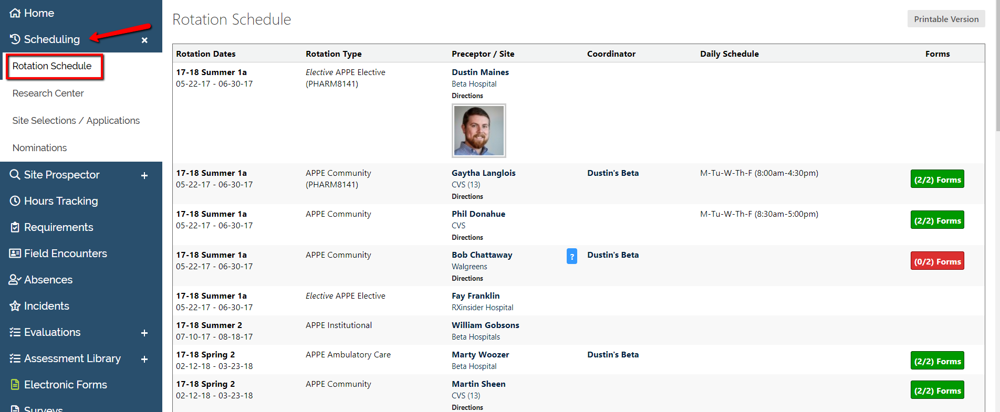 Home
Scheduling
Rotation Schedule
Research Center
Site Selections / Applications
Nominations
Site Prospector
Hours Tracking
Requirements
Field Encounters
Absences
Incidents
Evaluations
Assessment Library
Electronic Forms
Surveys
Rotation Schedule
Printable Version
Rotation Dates Rotation Type Preceptor / Site Coordinator Daily Schedule Forms
17-18 Summer 1a Elective APPE Elective Dustin Maines
05-22-17 - 06-30-17 (PHARM8141) Beta Hospital
Directions
17-18 Summer 1a APPE Community Gaytha Langlois Dustin's Beta M-Tu-W-Th-F (8:00am-4:30pm) (2/2) Forms
05-22-17 - 06-30-17 (PHARM8141) CVS (13)
Directions
17-18 Summer 1a APPE Community Phil Donahue M-Tu-W-Th-F (8:30am-5:00pm) (2/2) Forms
05-22-17 - 06-30-17 CVS
Directions
17-18 Summer 1a APPE Community Bob Chattaway ? Dustin's Beta (0/2) Forms
05-22-17 - 06-30-17 Walgreens
Directions
17-18 Summer 1a Elective APPE Elective Fay Franklin
05-22-17 - 06-30-17 RXinsider Hospital
17-18 Summer 2 APPE Institutional William Gobsons
07-10-17 - 08-18-17 Beta Hospitals
17-18 Spring 2 APPE Ambulatory Care Marty Woozer Dustin's Beta (2/2) Forms
02-12-18 - 03-23-18 Beta Hospital
17-18 Spring 2 APPE Community Martin Sheen (2/2) Forms
02-12-18 - 03-23-18 CVS (13)
Directions